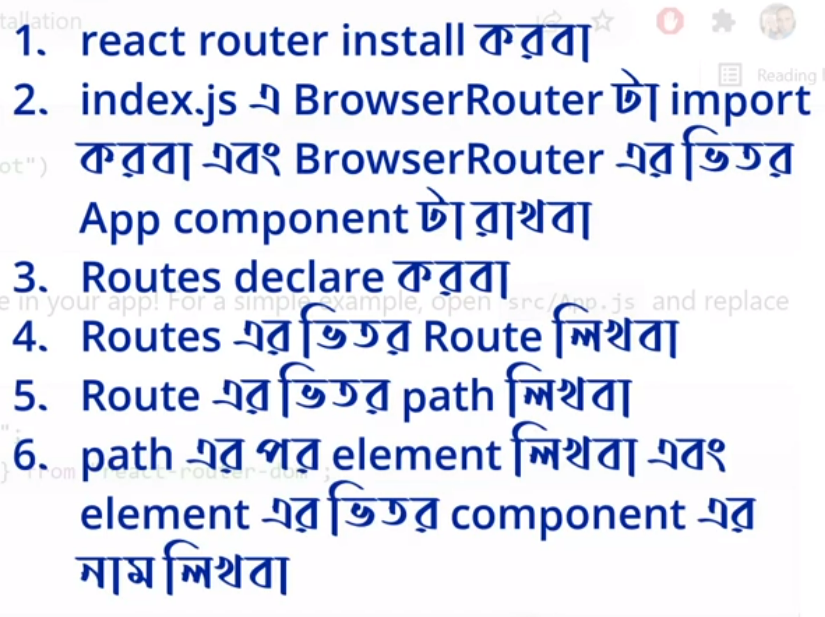 tallation
1. react router install করবা
Reading l
2. index.js এ BrowserRouter টা import
ot") করবা এবং BrowserRouter এর ভিতর
App component টা রাখবা
3. Routes declare করবা
e in your app! For a simple example, open src/App.js and replace
4. Routes এর ভিতর Route লিখবা
5. Route এর ভিতর path লিখবা
";
6. path এর পর element লিখবা এবং
} from "react-router-dom";
element এর ভিতর component এর
নাম লিখবা